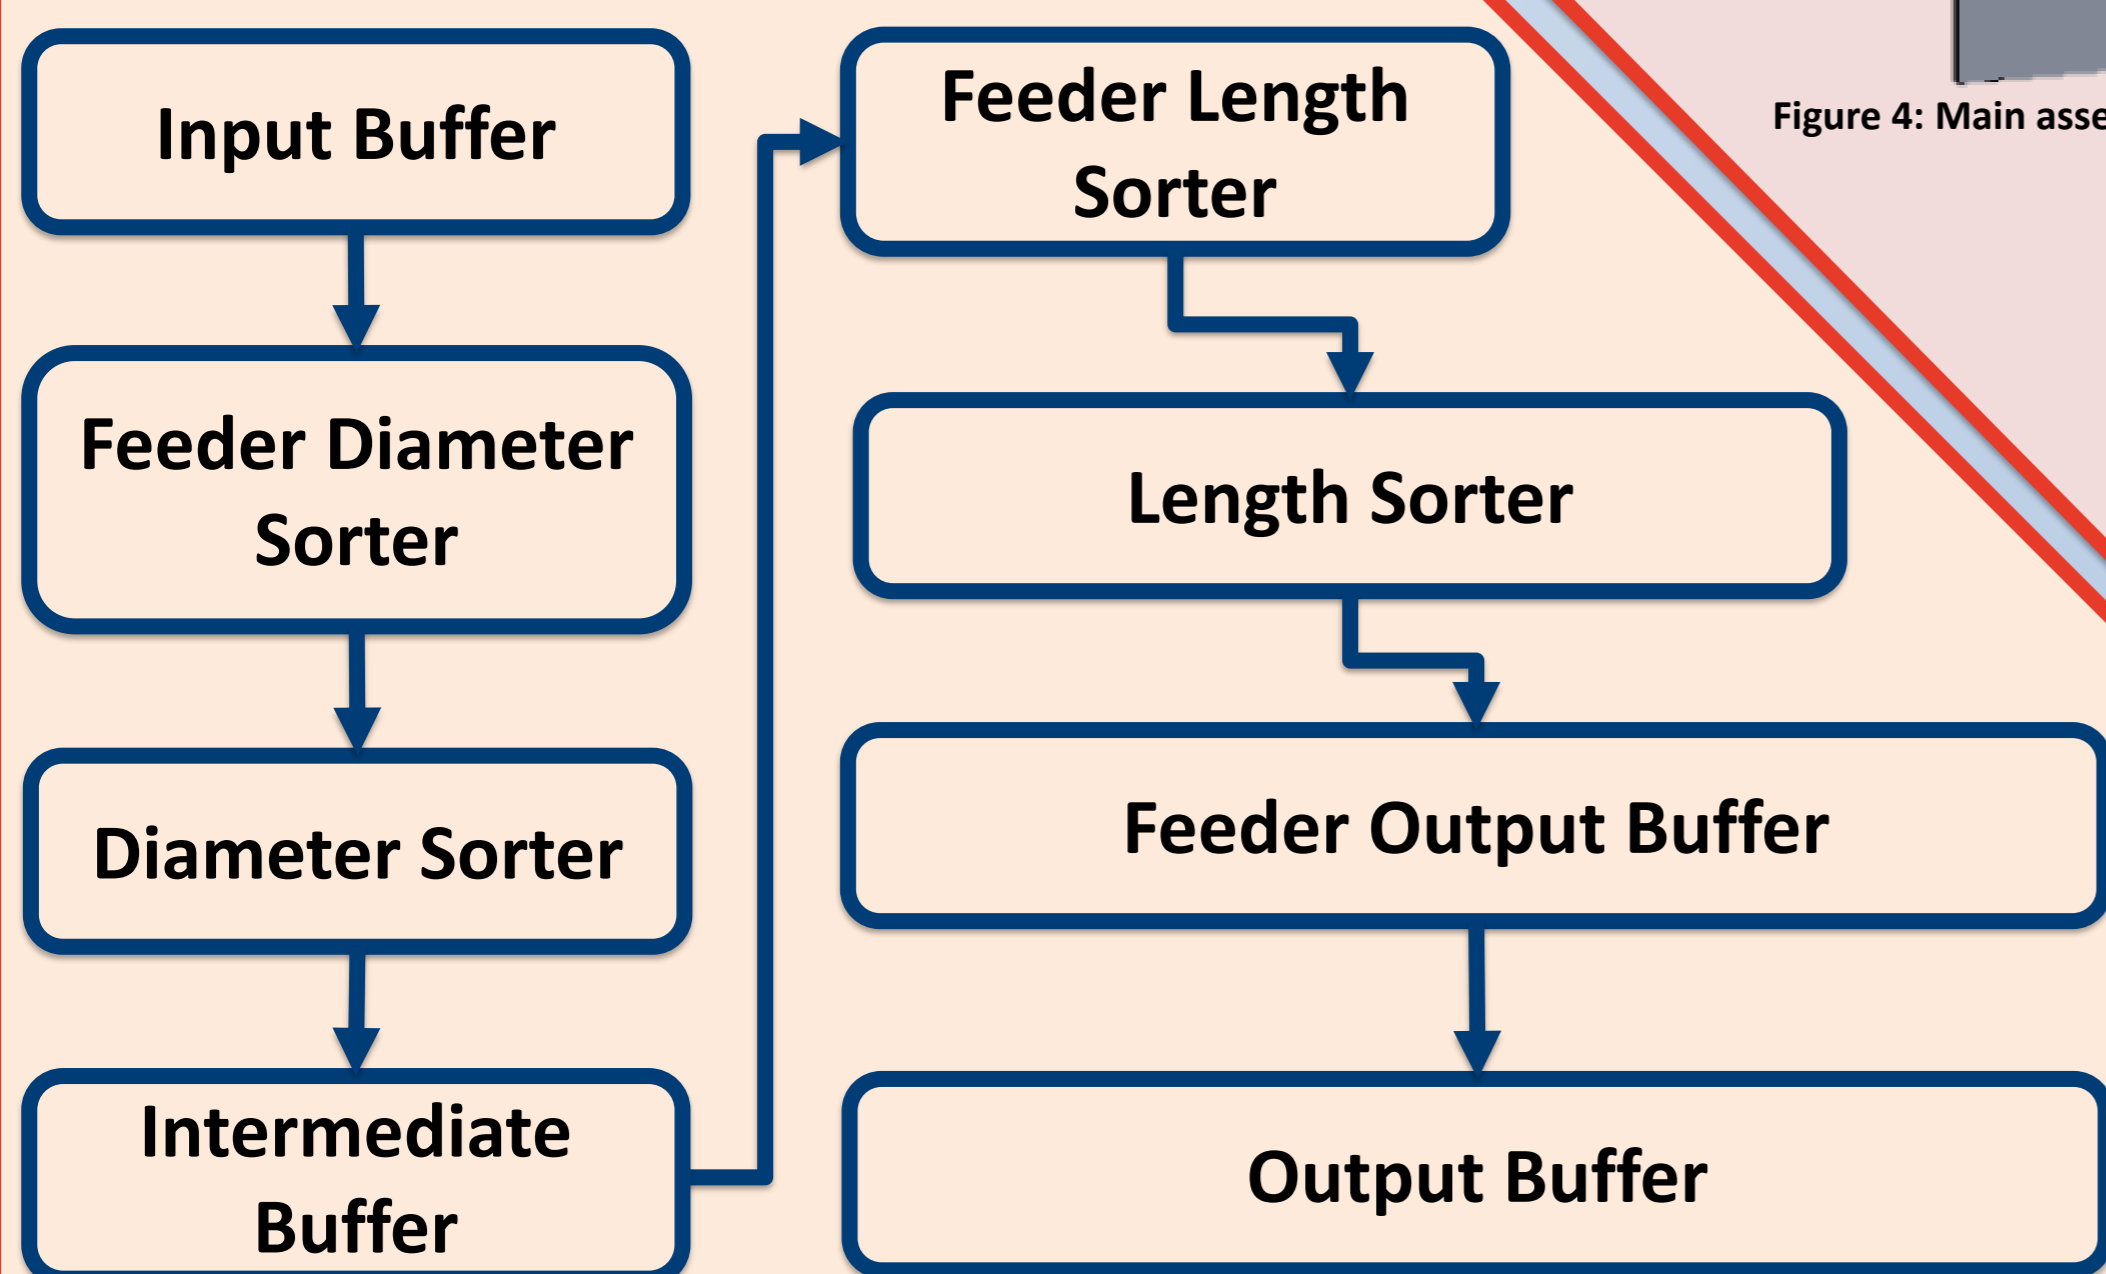 Input Buffer
Feeder Diameter
Sorter
Diameter Sorter
Intermediate
Buffer
Feeder Length
Sorter
Length Sorter
Feeder Output Buffer
Output Buffer
Figure 4: Main